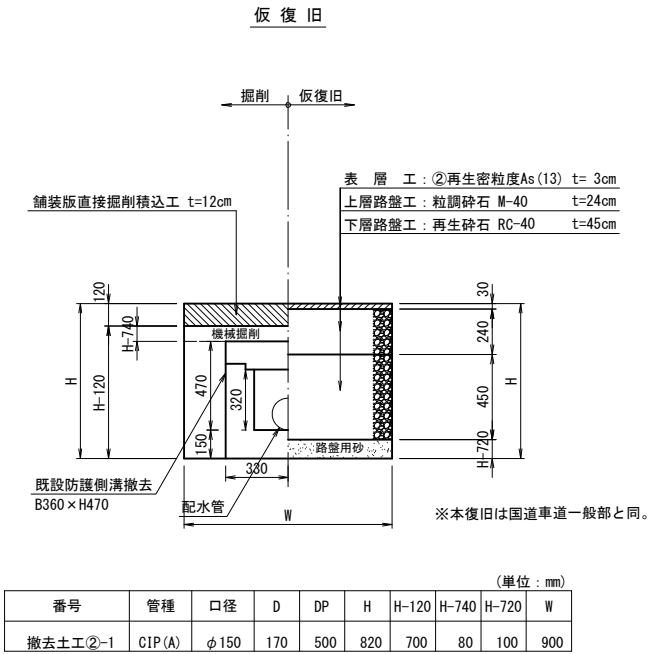 仮 復 旧
掘削 仮復旧
表 層 工：②再生密粒度As(13) t= 3cm
舗装版直接掘削積込工 t=12cm
上層路盤工：粒調砕石 M-40 t=24cm
下層路盤工：再生砕石 RC-40 t=45cm
120
30
H-740
機械掘削
240
H
H-120
470
320
450
H
150
路盤用砂
H-720
330
既設防護側溝撤去
B360×H470
配水管
W
※本復旧は国道車道一般部と同。
(単位：mm)
番号 管種 口径 D DP H H-120 H-740 H-720 W
撤去土工②-1 CIP(A) φ150 170 500 820 700 80 100 900